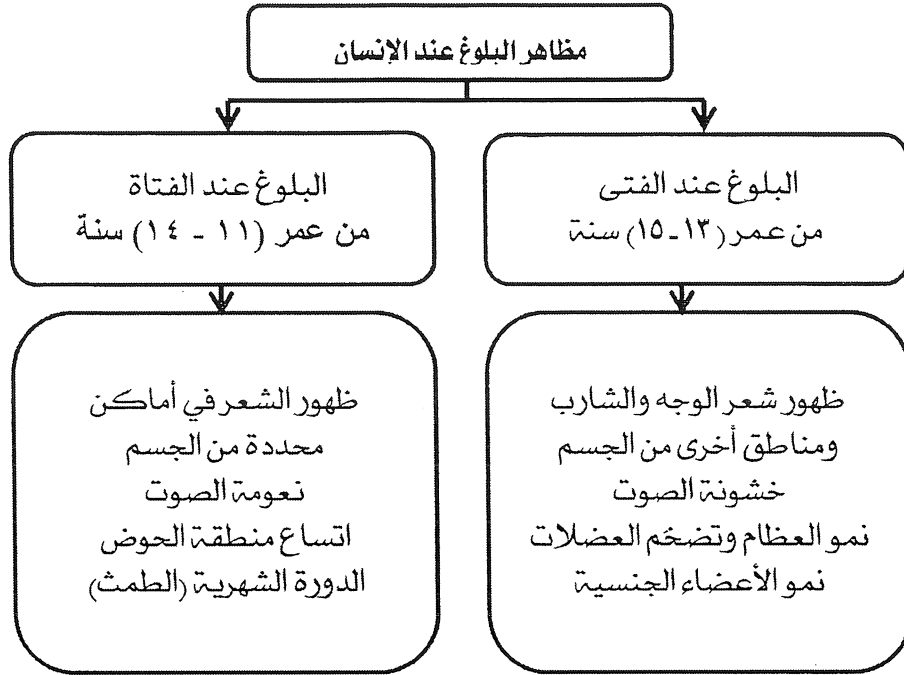 مظاهر البلوغ عند الإنسان
البلوغ عند الفتى
من عمر (١٣ـ١٥) سنة
البلوغ عند الفتاة
من عمر (١١ - ١٤) سنة
ظهور شعر الوجه والشارب
ومناطق أخرى من الجسم
خشونة الصوت
نمو العظام وتضخم العضلات
نمو الأعضاء الجنسية
ظهور الشعر في أماكن
محددة من الجسم
نعومة الصوت
اتساع منطقة الحوض
الدورة الشهرية (الطمث)